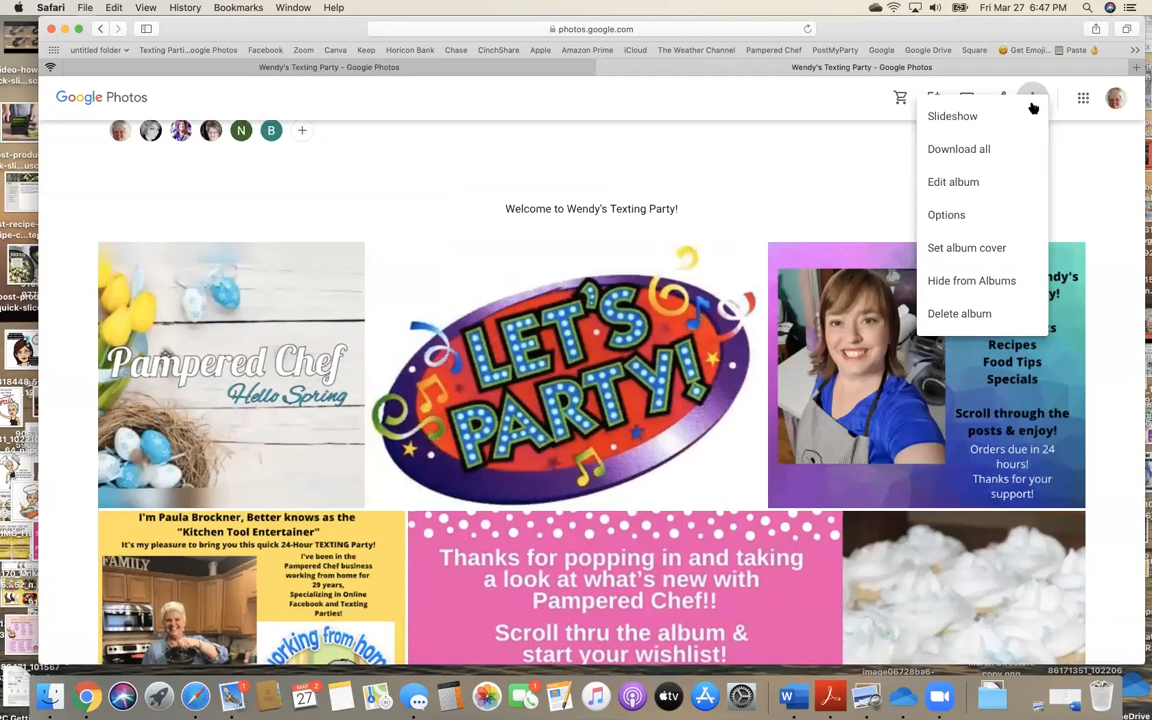 Safari File Edit View History Bookmarks Window Help
Fri Mar 27 6:47 PM
photos.google.com
untitled folder Texting Parti...oogle Photos Facebook Zoom Canva Keep Horicon Bank Chase CinchShare Apple Amazon Prime iCloud The Weather Channel Pampered Chef PostMyParty Google Google Drive Square Get Emoji... Paste
Wendy's Texting Party - Google Photos
Wendy's Texting Party - Google Photos
Google Photos
N B
Slideshow
Download all
Edit album
Options
Set album cover
Hide from Albums
Delete album
Welcome to Wendy's Texting Party!
Pampered Chef
Hello Spring
LET'S
PARTY!
Recipes
Food Tips
Specials
Scroll through the
posts & enjoy!
Orders due in 24
hours!
Thanks for your
support!
I'm Paula Brockner, Better knows as the
"Kitchen Tool Entertainer"
It's my pleasure to bring you this quick 24-Hour TEXTING Party!
FAMILY
I've been in the
Pampered Chef business
working from home for
29 years,
Specializing in Online
Facebook and Texting
Parties!
working from home
Thanks for popping in and taking
a look at what's new with
Pampered Chef!!
Scroll thru the album &
start your wishlist!
MAR
27
tv
W